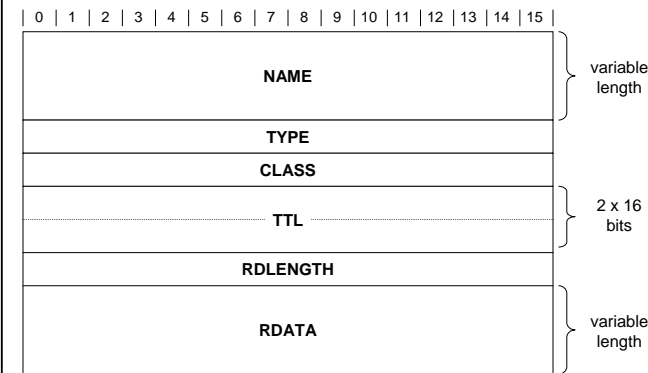 | 0 | 1 | 2 | 3 | 4 | 5 | 6 | 7 | 8 | 9 | 10 | 11 | 12 | 13 | 14 | 15 |
NAME
variable
length
TYPE
CLASS
TTL
2 x 16
bits
RDLENGTH
RDATA
variable
length